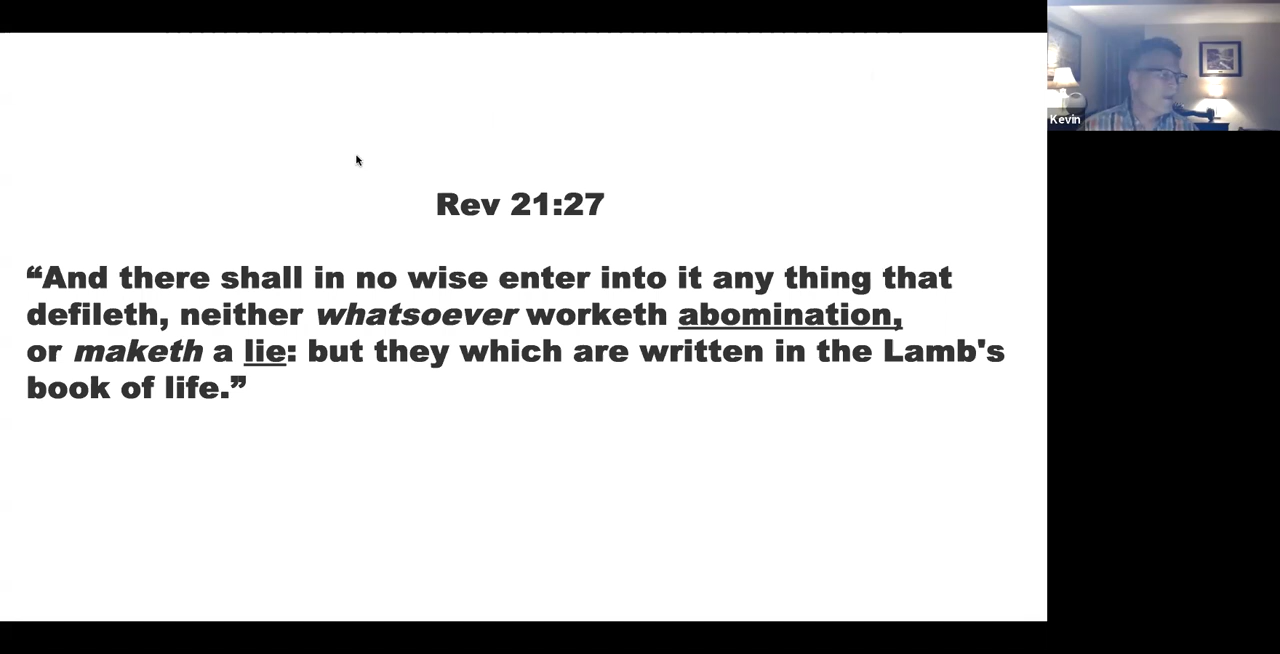 Rev 21:27
“And there shall in no wise enter into it any thing that
defileth, neither whatsoever worketh abomination,
or maketh a lie: but they which are written in the Lamb's
book of life.”
Kevin